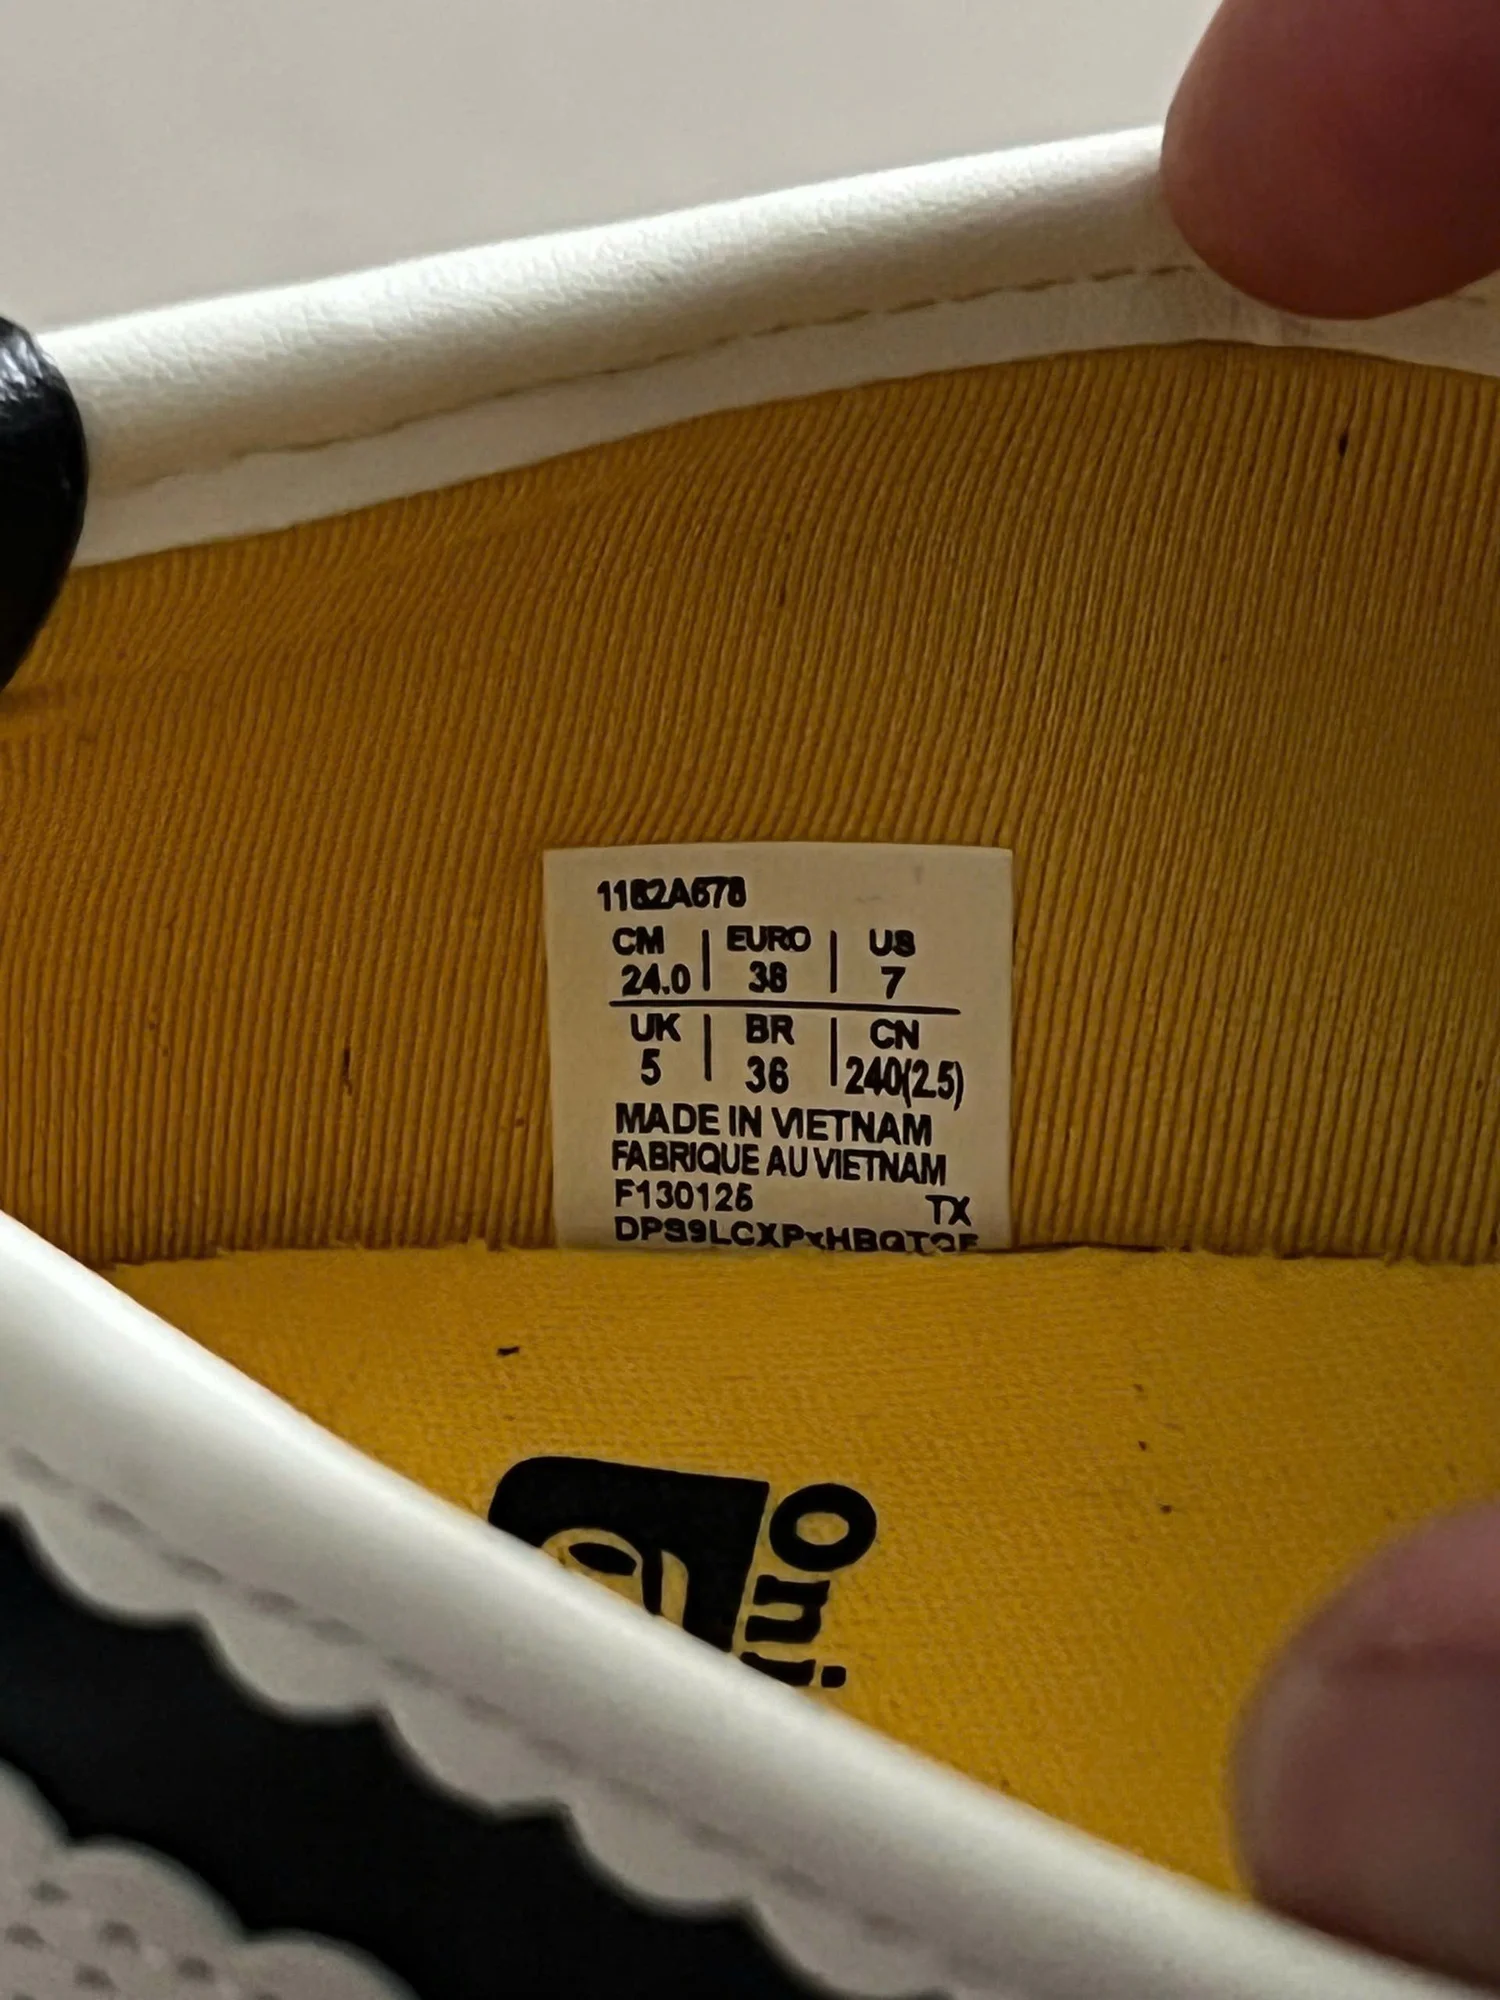 1182A678
CM | EURO | US
24.0 | 38 | 7
UK | BR | CN
5 | 36 | 240(2.5)
MADE IN VIETNAM
FABRIQUE AU VIETNAM
F130125 TX
Oni